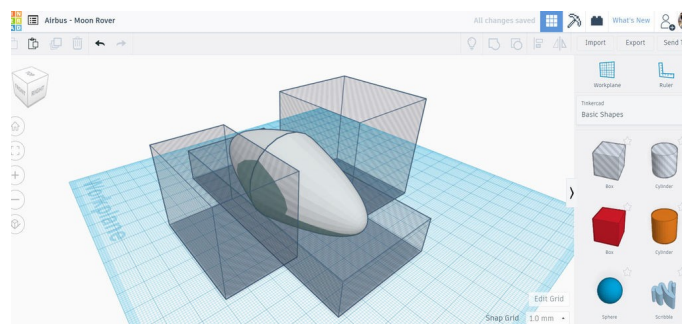 Airbus - Moon Rover
All changes saved
What's New
Import
Export
Send T
Workplane
Ruler
Tinkercad
Basic Shapes
Box
Cylinder
Box
Cylinder
Sphere
Scribble
Workplane
Edit Grid
Snap Grid 1.0 mm